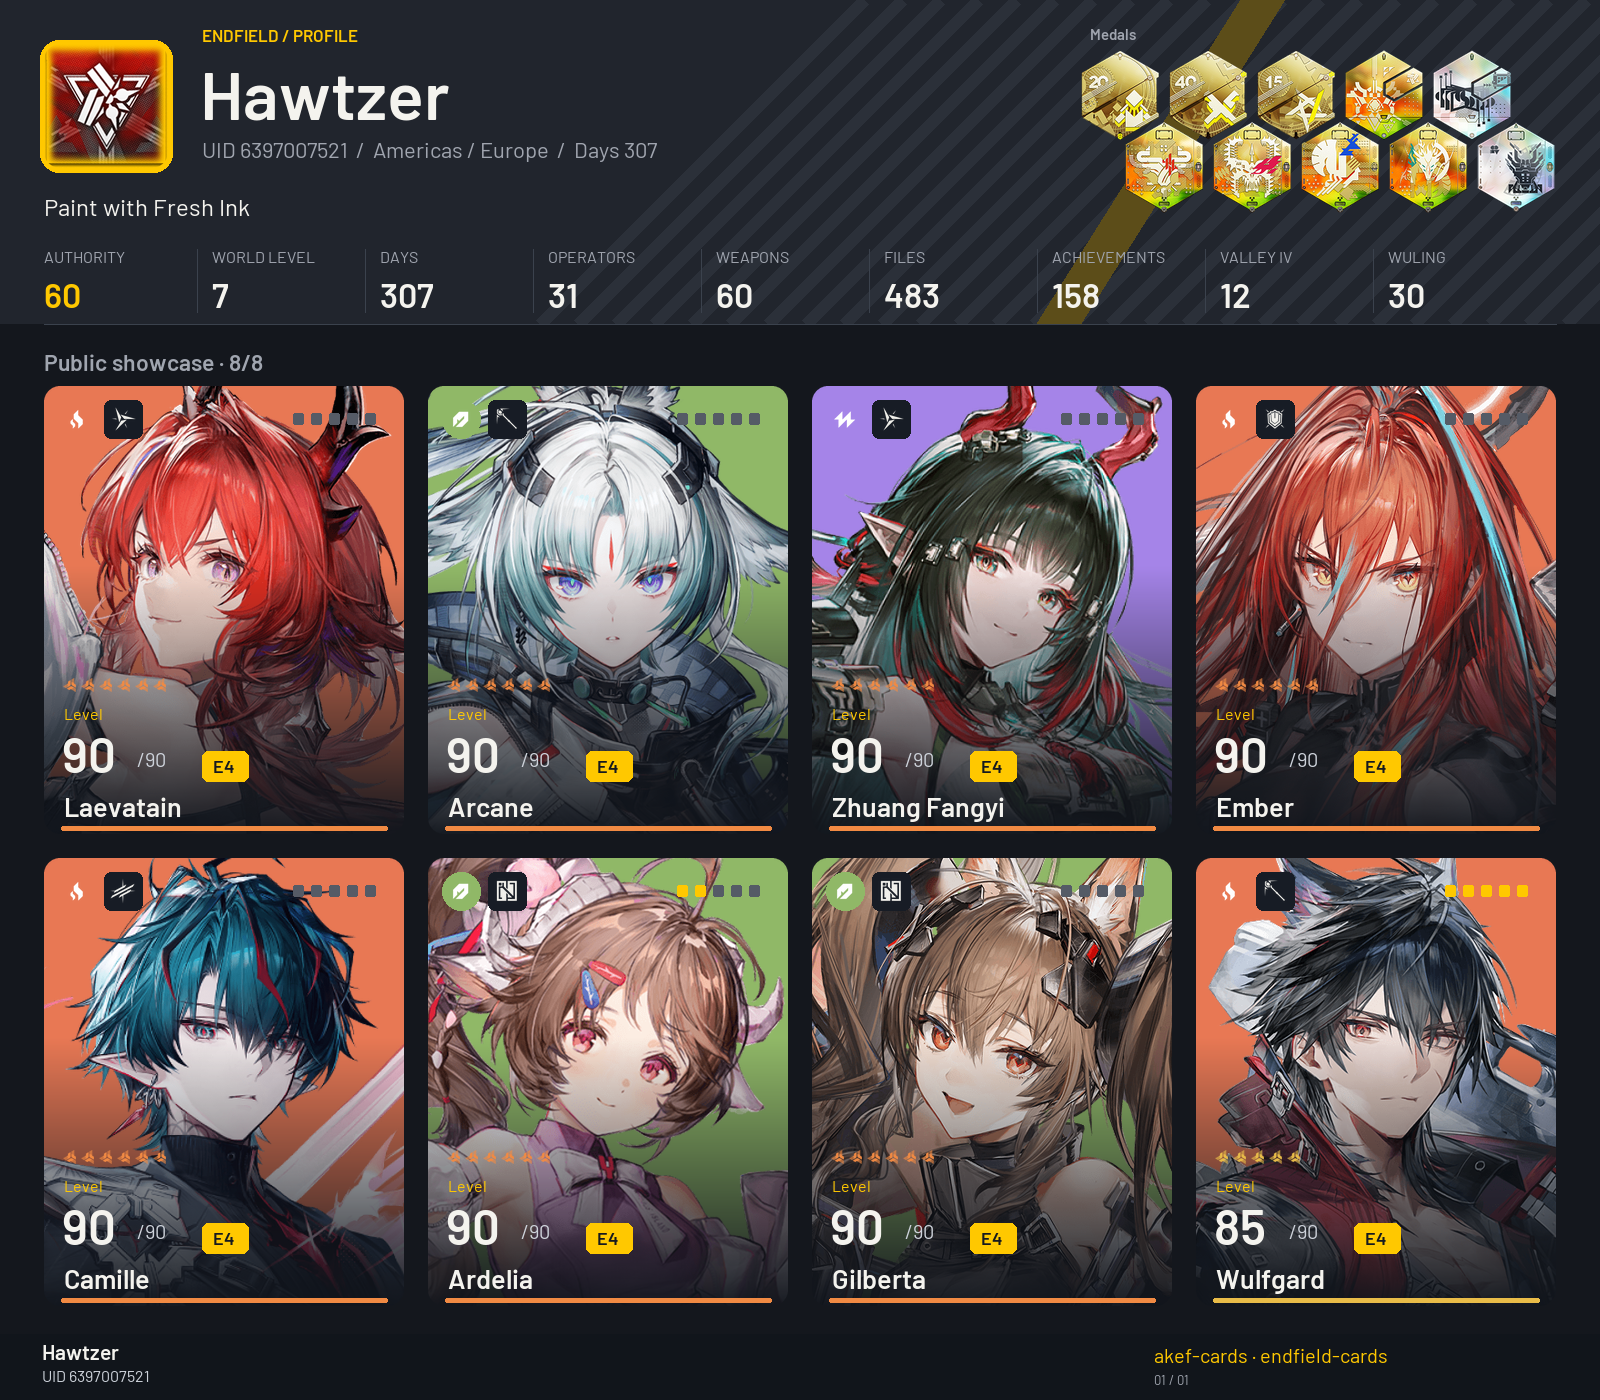 ENDFIELD / PROFILE
Hawtzer
UID 6397007521 / Americas / Europe / Days 307
Paint with Fresh Ink
Medals
20
40
15
AUTHORITY
60
WORLD LEVEL
7
DAYS
307
OPERATORS
31
WEAPONS
60
FILES
483
ACHIEVEMENTS
158
VALLEY IV
12
WULING
30
Public showcase · 8/8
Level
90 /90 E4
Laevatain
Level
90 /90 E4
Arcane
Level
90 /90 E4
Zhuang Fangyi
Level
90 /90 E4
Ember
Level
90 /90 E4
Camille
Level
90 /90 E4
Ardelia
Level
90 /90 E4
Gilberta
Level
85 /90 E4
Wulfgard
Hawtzer
UID 6397007521
akef-cards · endfield-cards
01 / 01